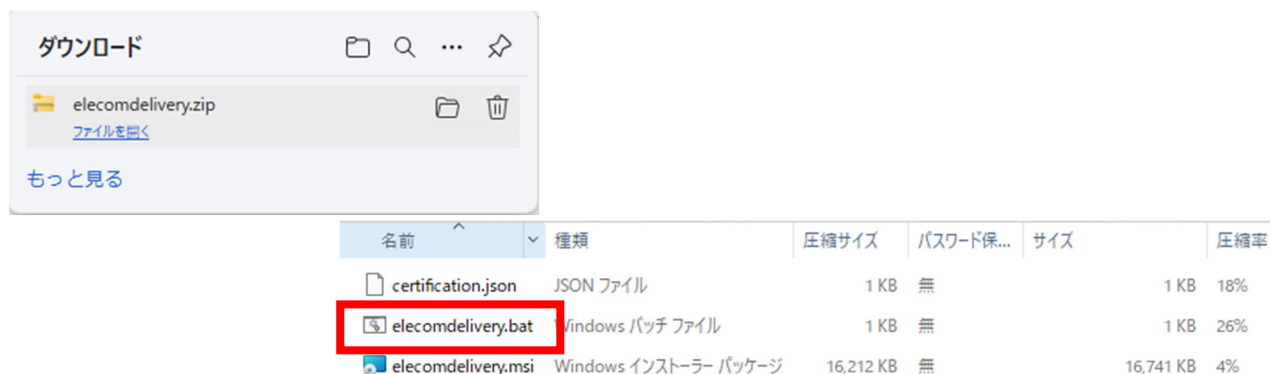 ダウンロード
elecomdelivery.zip
ファイルを開く
もっと見る
名前 種類 圧縮サイズ パスワード保... サイズ 圧縮率
certification.json JSON ファイル 1 KB 無 1 KB 18%
elecomdelivery.bat Windows バッチ ファイル 1 KB 無 1 KB 26%
elecomdelivery.msi Windows インストーラー パッケージ 16,212 KB 無 16,741 KB 4%